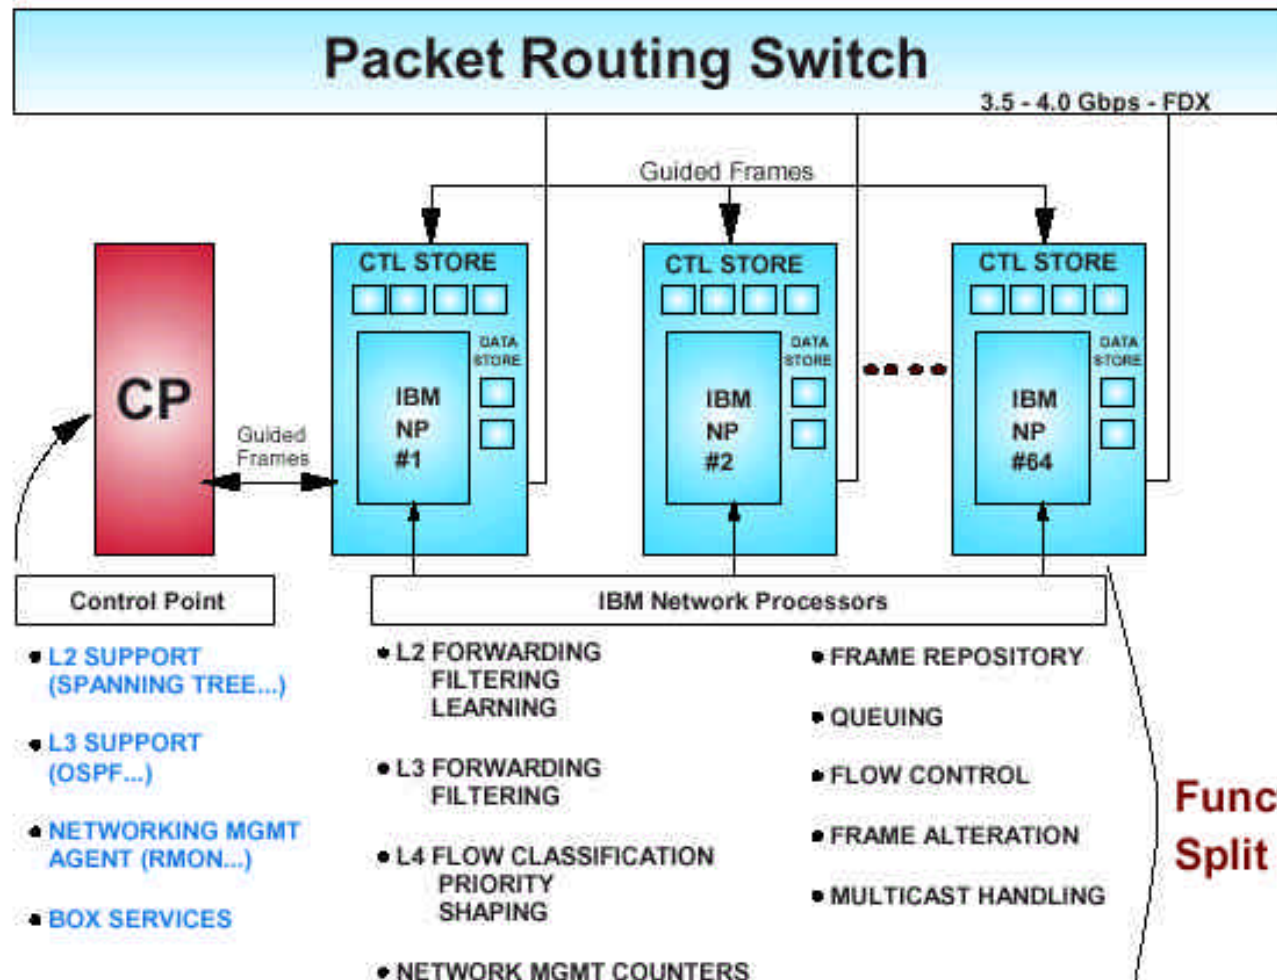 Packet Routing Switch
3.5 - 4.0 Gbps - FDX
Guided Frames
CP
Guided
Frames
CTL STORE
DATA
STORE
IBM
NP
#1
CTL STORE
DATA
STORE
IBM
NP
#2
CTL STORE
DATA
STORE
IBM
NP
#64
Control Point
• L2 SUPPORT
(SPANNING TREE...)
• L3 SUPPORT
(OSPF...)
• NETWORKING MGMT
AGENT (RMON...)
• BOX SERVICES
IBM Network Processors
• L2 FORWARDING
FILTERING
LEARNING
• L3 FORWARDING
FILTERING
• L4 FLOW CLASSIFICATION
PRIORITY
SHAPING
• NETWORK MGMT COUNTERS
• FRAME REPOSITORY
• QUEUING
• FLOW CONTROL
• FRAME ALTERATION
• MULTICAST HANDLING
Func
Split